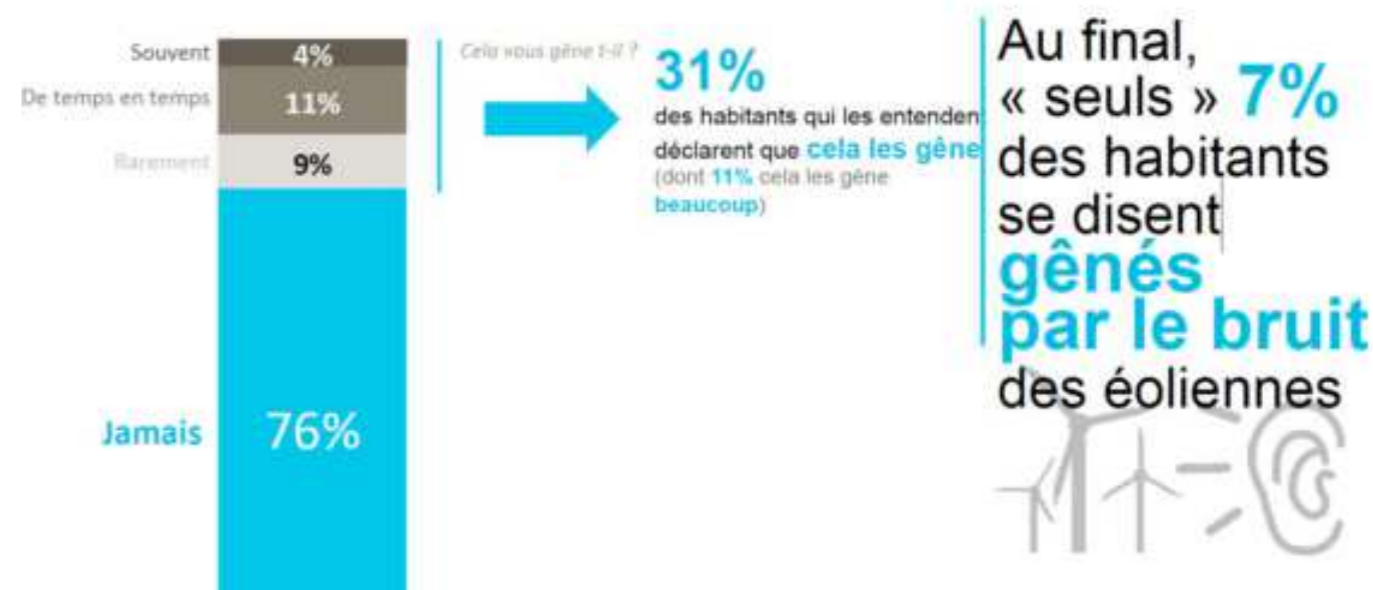 Souvent 4%
De temps en temps 11%
Rarement 9%
Jamais 76%
Cela vous gêne t-il ?
31%
des habitants qui les entenden
déclarent que cela les gêne
(dont 11% cela les gêne
beaucoup)
Au final,
« seuls » 7%
des habitants
se disent
gênés
par le bruit
des éoliennes